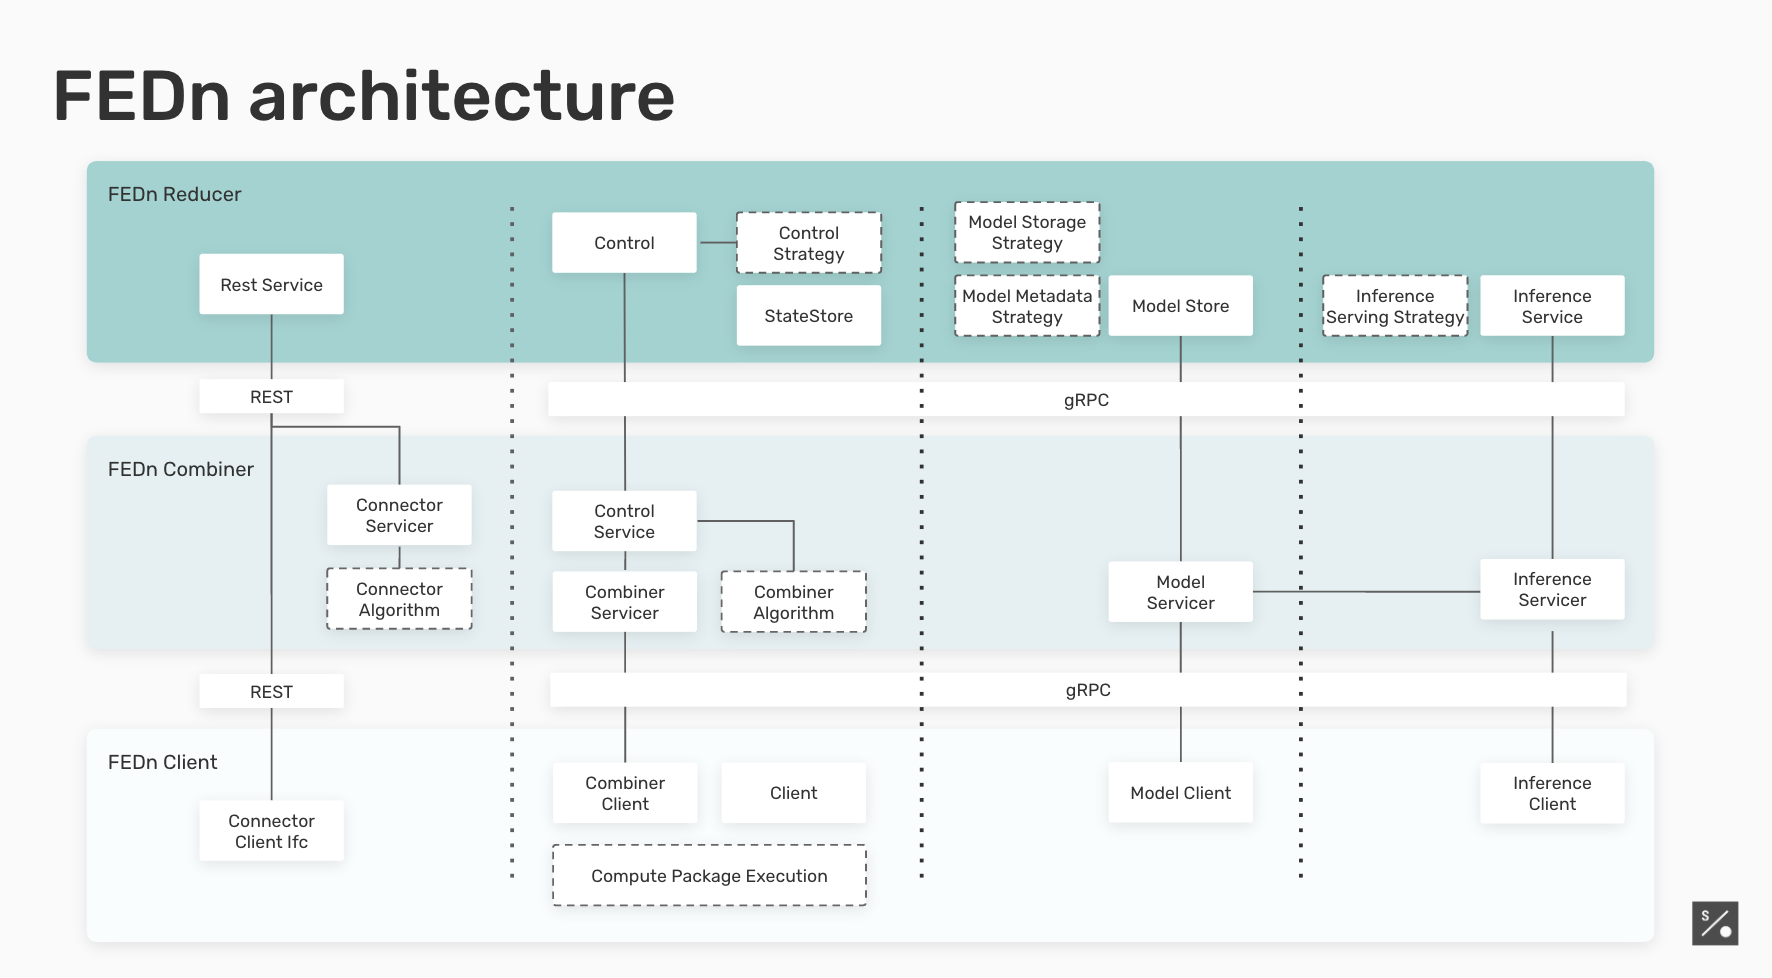 FEDn architecture
FEDn Reducer
Rest Service
Control
Control
Strategy
StateStore
Model Storage
Strategy
Model Metadata
Strategy
Model Store
Inference
Serving Strategy
Inference
Service
REST
gRPC
FEDn Combiner
Connector
Servicer
Connector
Algorithm
Control
Service
Combiner
Servicer
Combiner
Algorithm
Model
Servicer
Inference
Servicer
REST
gRPC
FEDn Client
Connector
Client Ifc
Combiner
Client
Client
Compute Package Execution
Model Client
Inference
Client
S